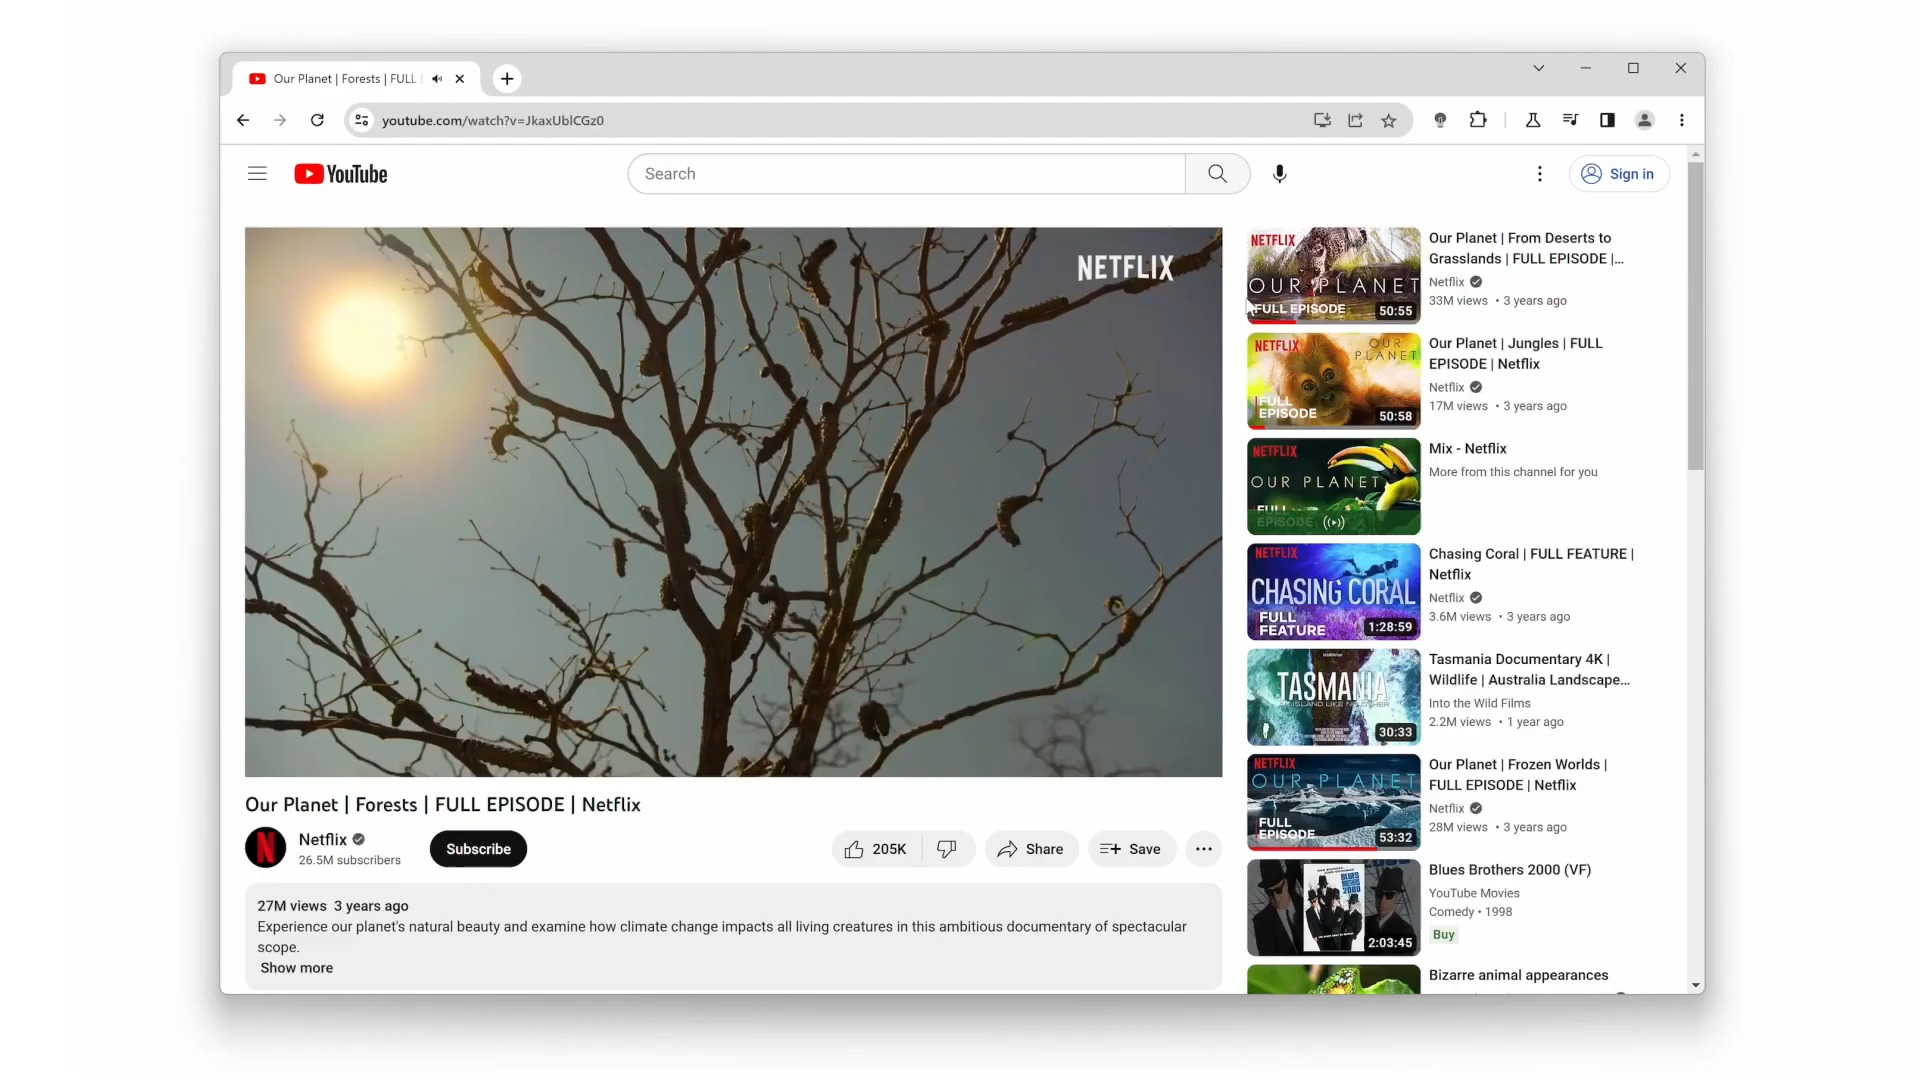 Our Planet | Forests | FULL
youtube.com/watch?v=JkaxUblCGz0
YouTube
Search
Sign in
NETFLIX
Our Planet | Forests | FULL EPISODE | Netflix
Netflix
26.5M subscribers
Subscribe
205K
Share
Save
27M views 3 years ago
Experience our planet's natural beauty and examine how climate change impacts all living creatures in this ambitious documentary of spectacular
scope.
Show more
NETFLIX
OUR PLANET
FULL EPISODE
50:55
Our Planet | From Deserts to
Grasslands | FULL EPISODE |...
Netflix
33M views • 3 years ago
NETFLIX
OUR
PLANET
FULL
EPISODE
50:58
Our Planet | Jungles | FULL
EPISODE | Netflix
Netflix
17M views • 3 years ago
NETFLIX
OUR PLANET
FULL
EPISODE
Mix - Netflix
More from this channel for you
NETFLIX
CHASING CORAL
FULL
FEATURE
1:28:59
Chasing Coral | FULL FEATURE |
Netflix
Netflix
3.6M views • 3 years ago
TASMANIA
30:33
Tasmania Documentary 4K |
Wildlife | Australia Landscape...
Into the Wild Films
2.2M views • 1 year ago
NETFLIX
OUR PLANET
FULL
EPISODE
53:32
Our Planet | Frozen Worlds |
FULL EPISODE | Netflix
Netflix
28M views • 3 years ago
BLUES
BROTHERS
2000
2:03:45
Blues Brothers 2000 (VF)
YouTube Movies
Comedy • 1998
Buy
Bizarre animal appearances